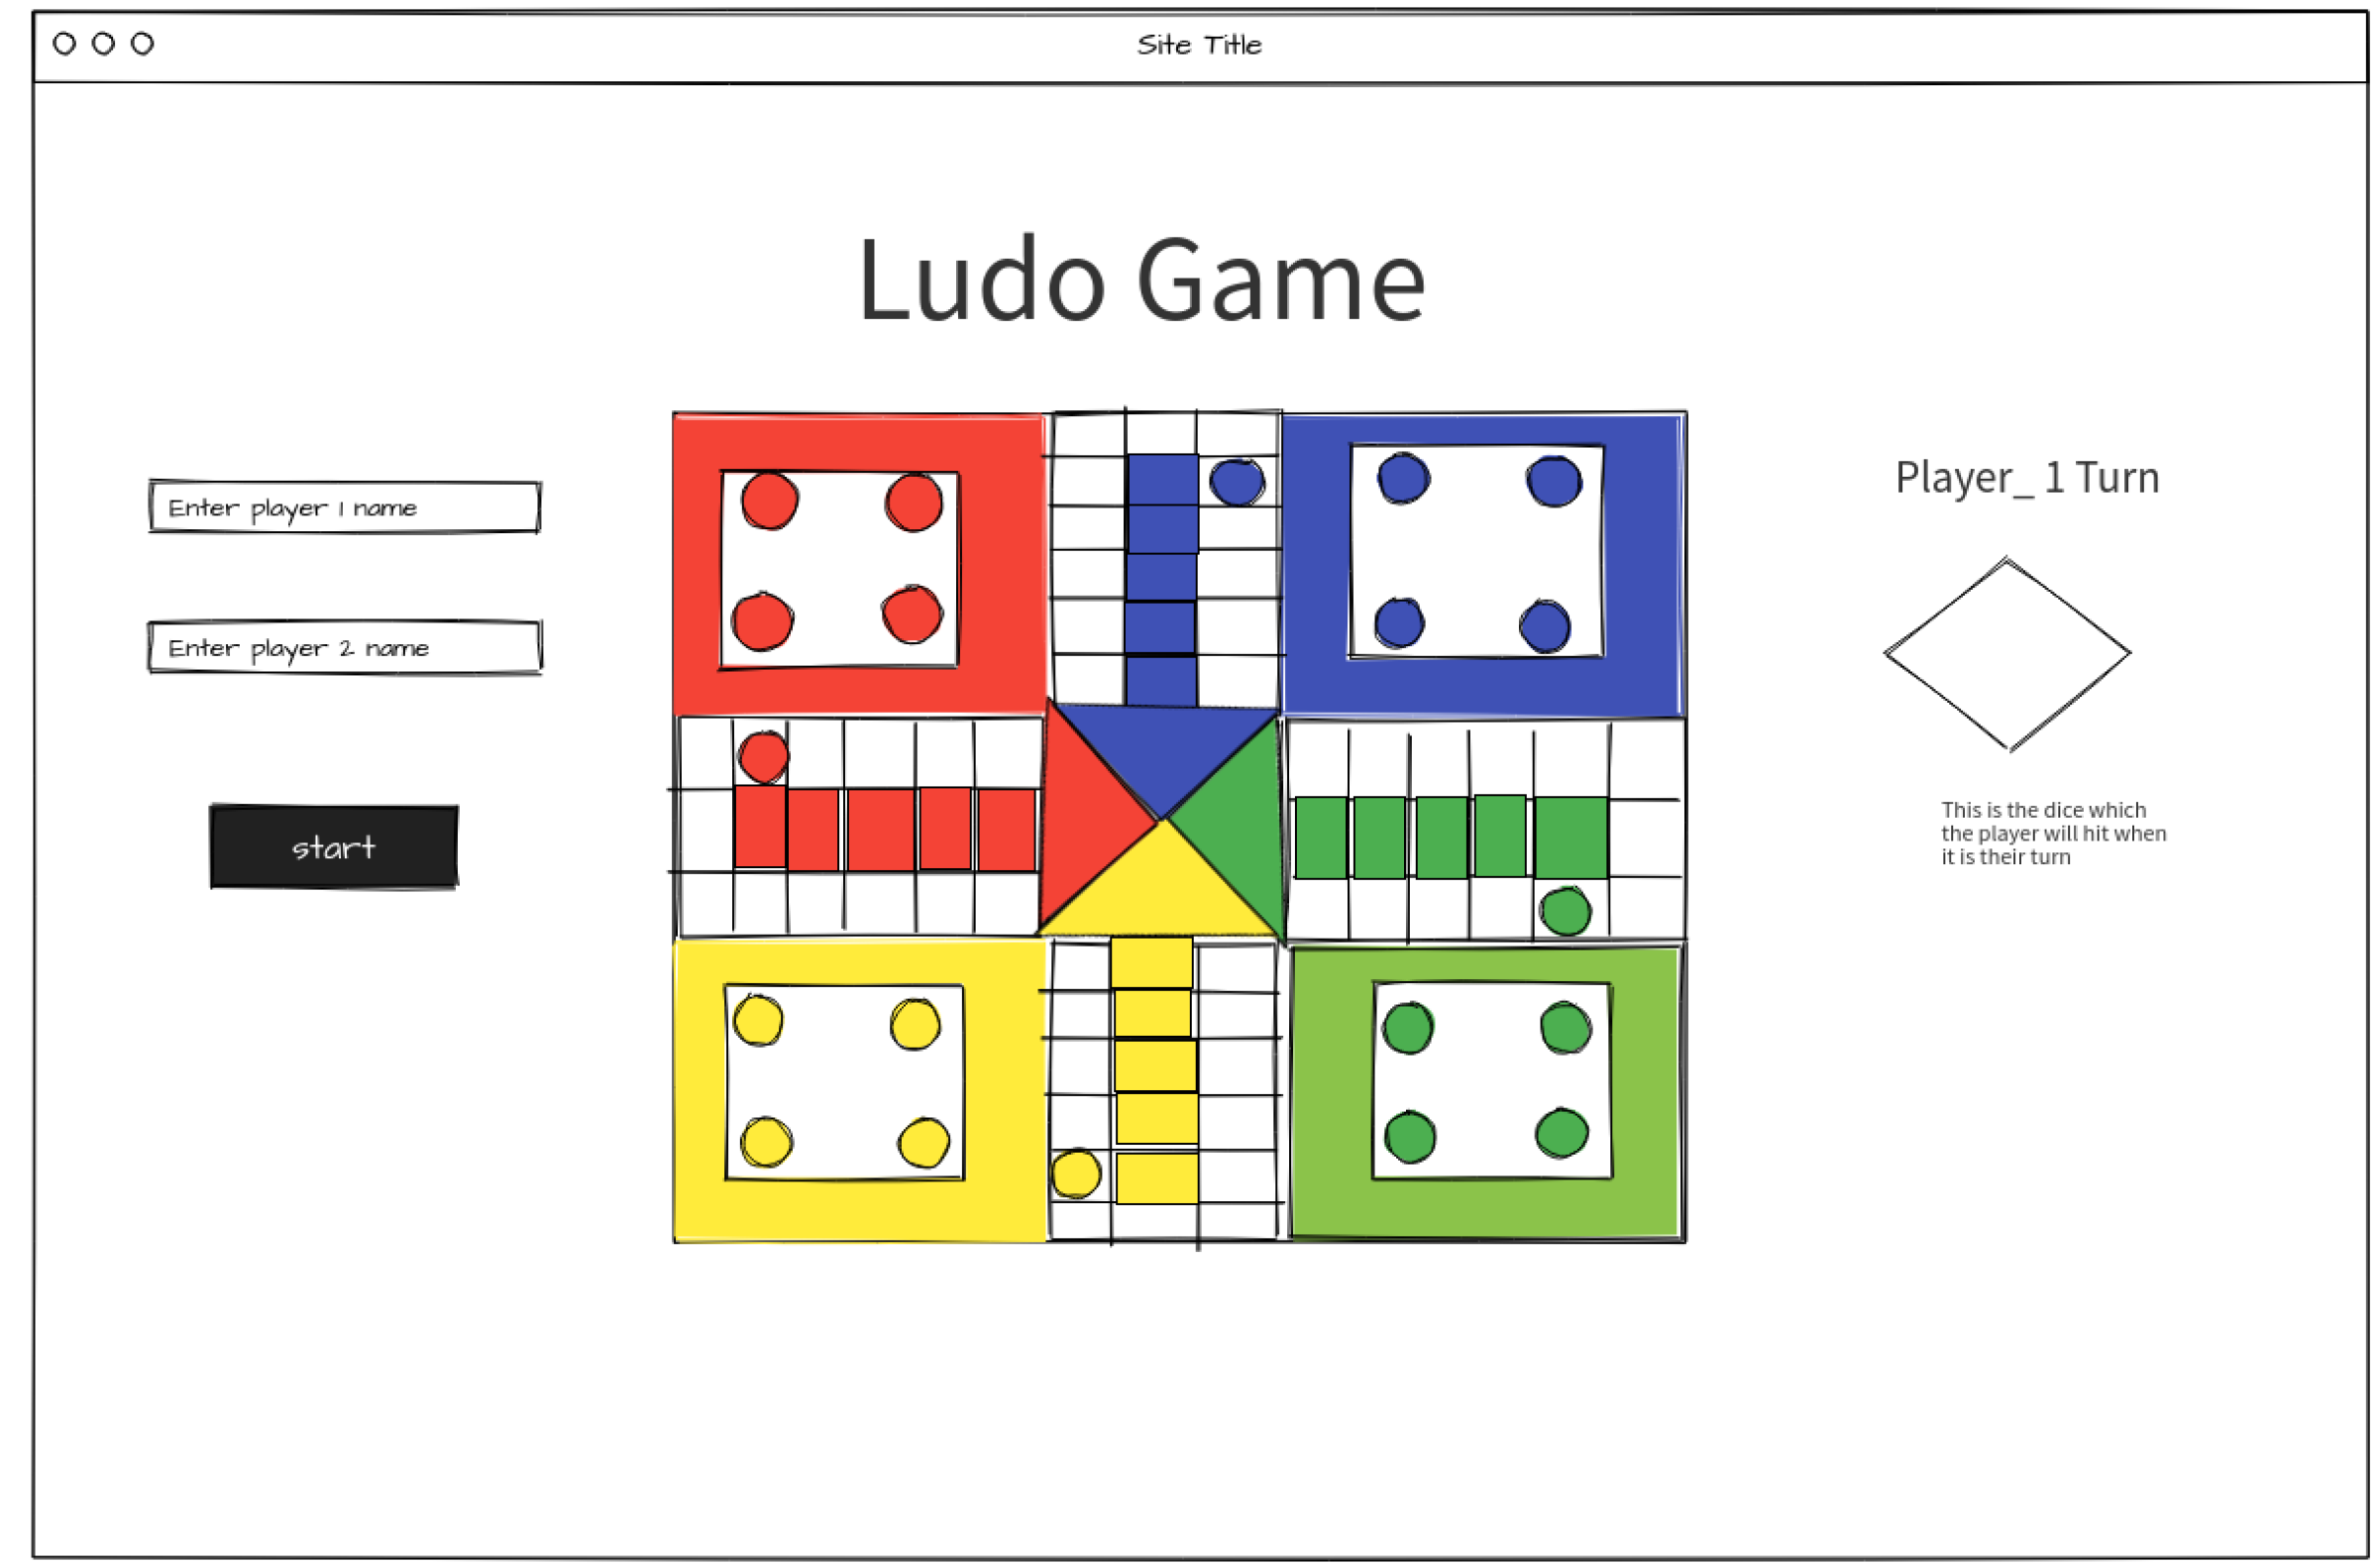 Site Title
Ludo Game
Enter player 1 name
Enter player 2 name
start
Player_ 1 Turn
This is the dice which
the player will hit when
it is their turn